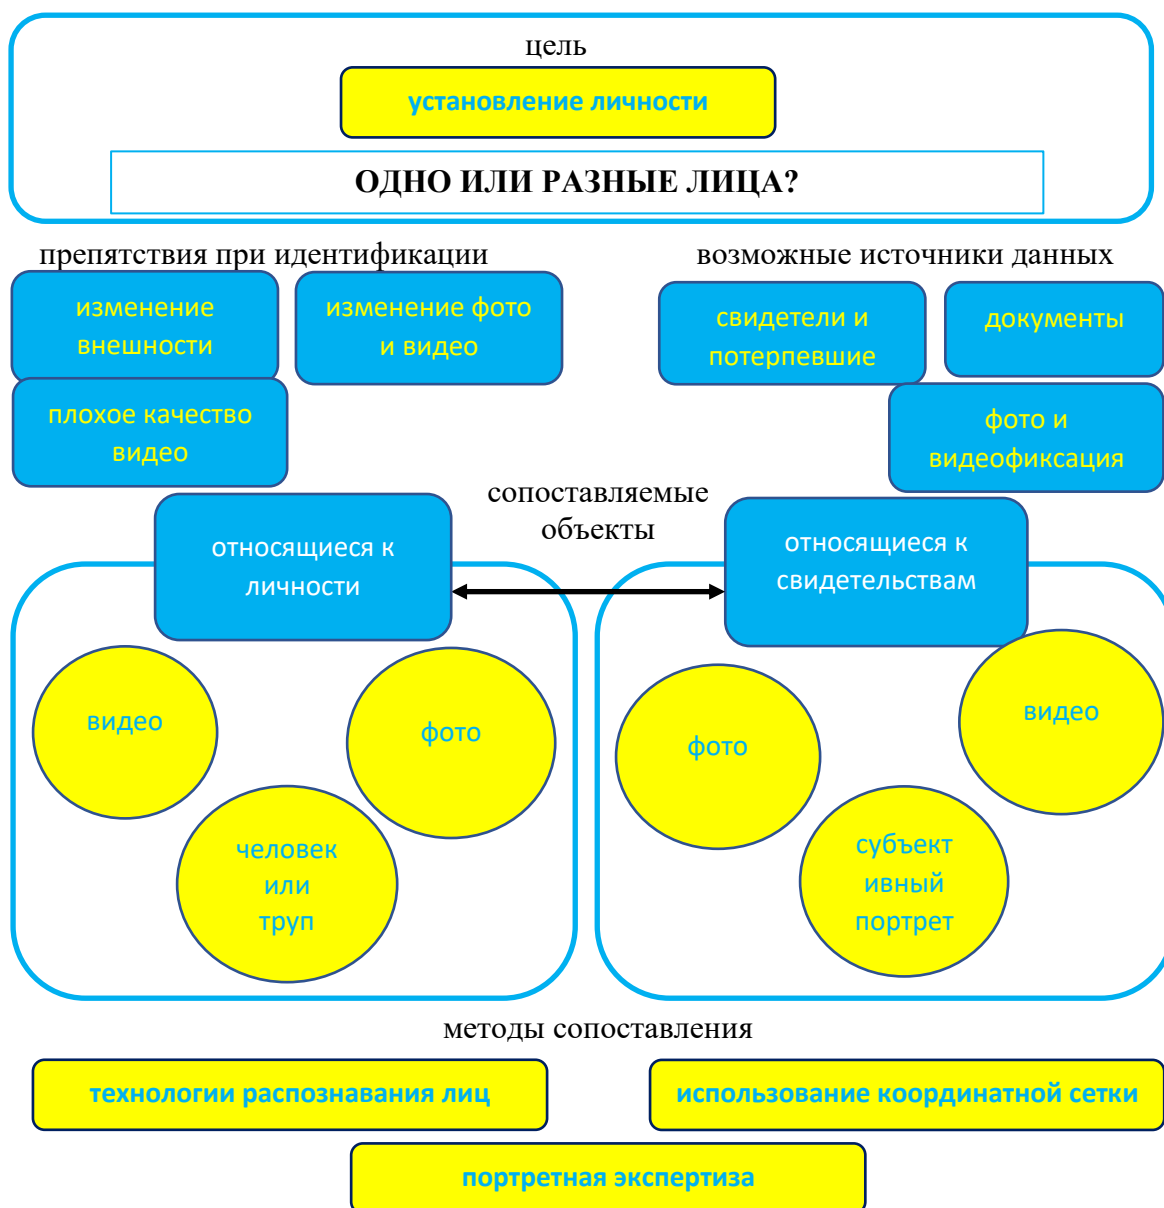 цель
установление личности
ОДНО ИЛИ РАЗНЫЕ ЛИЦА?
препятствия при идентификации
изменение
внешности
изменение фото
и видео
плохое качество
видео
возможные источники данных
свидетели и
потерпевшие
документы
фото и
видеофиксация
сопоставляемые
объекты
относящиеся к
личности
относящиеся к
свидетельствам
видео
фото
человек
или
труп
фото
видео
субъект
ивный
портрет
методы сопоставления
технологии распознавания лиц
использование координатной сетки
портретная экспертиза